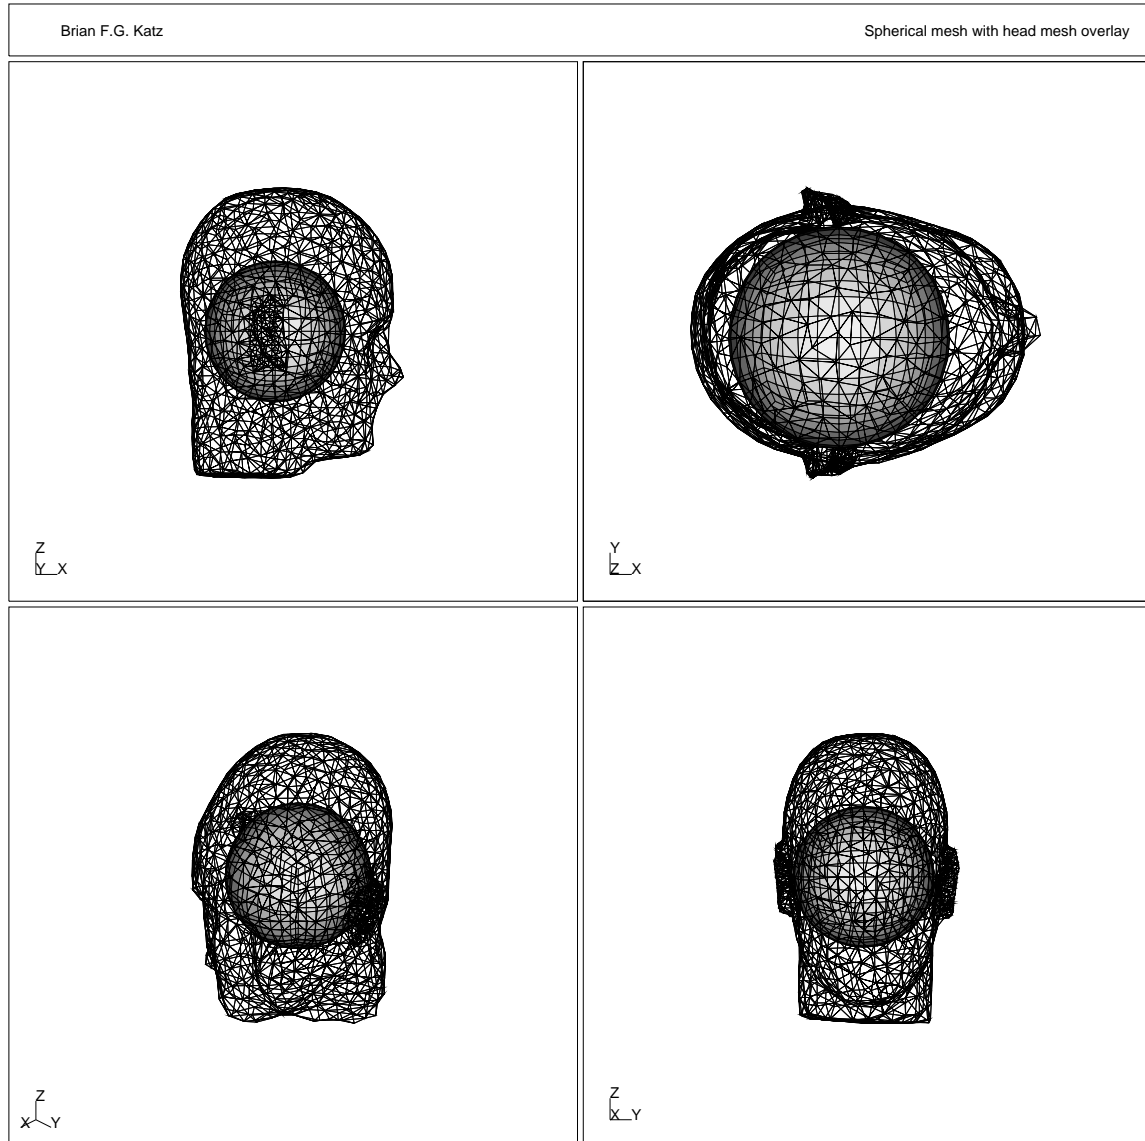 Brian F.G. Katz
Spherical mesh with head mesh overlay
Z
Y X
Y
Z X
Z
X Y
Z
X Y